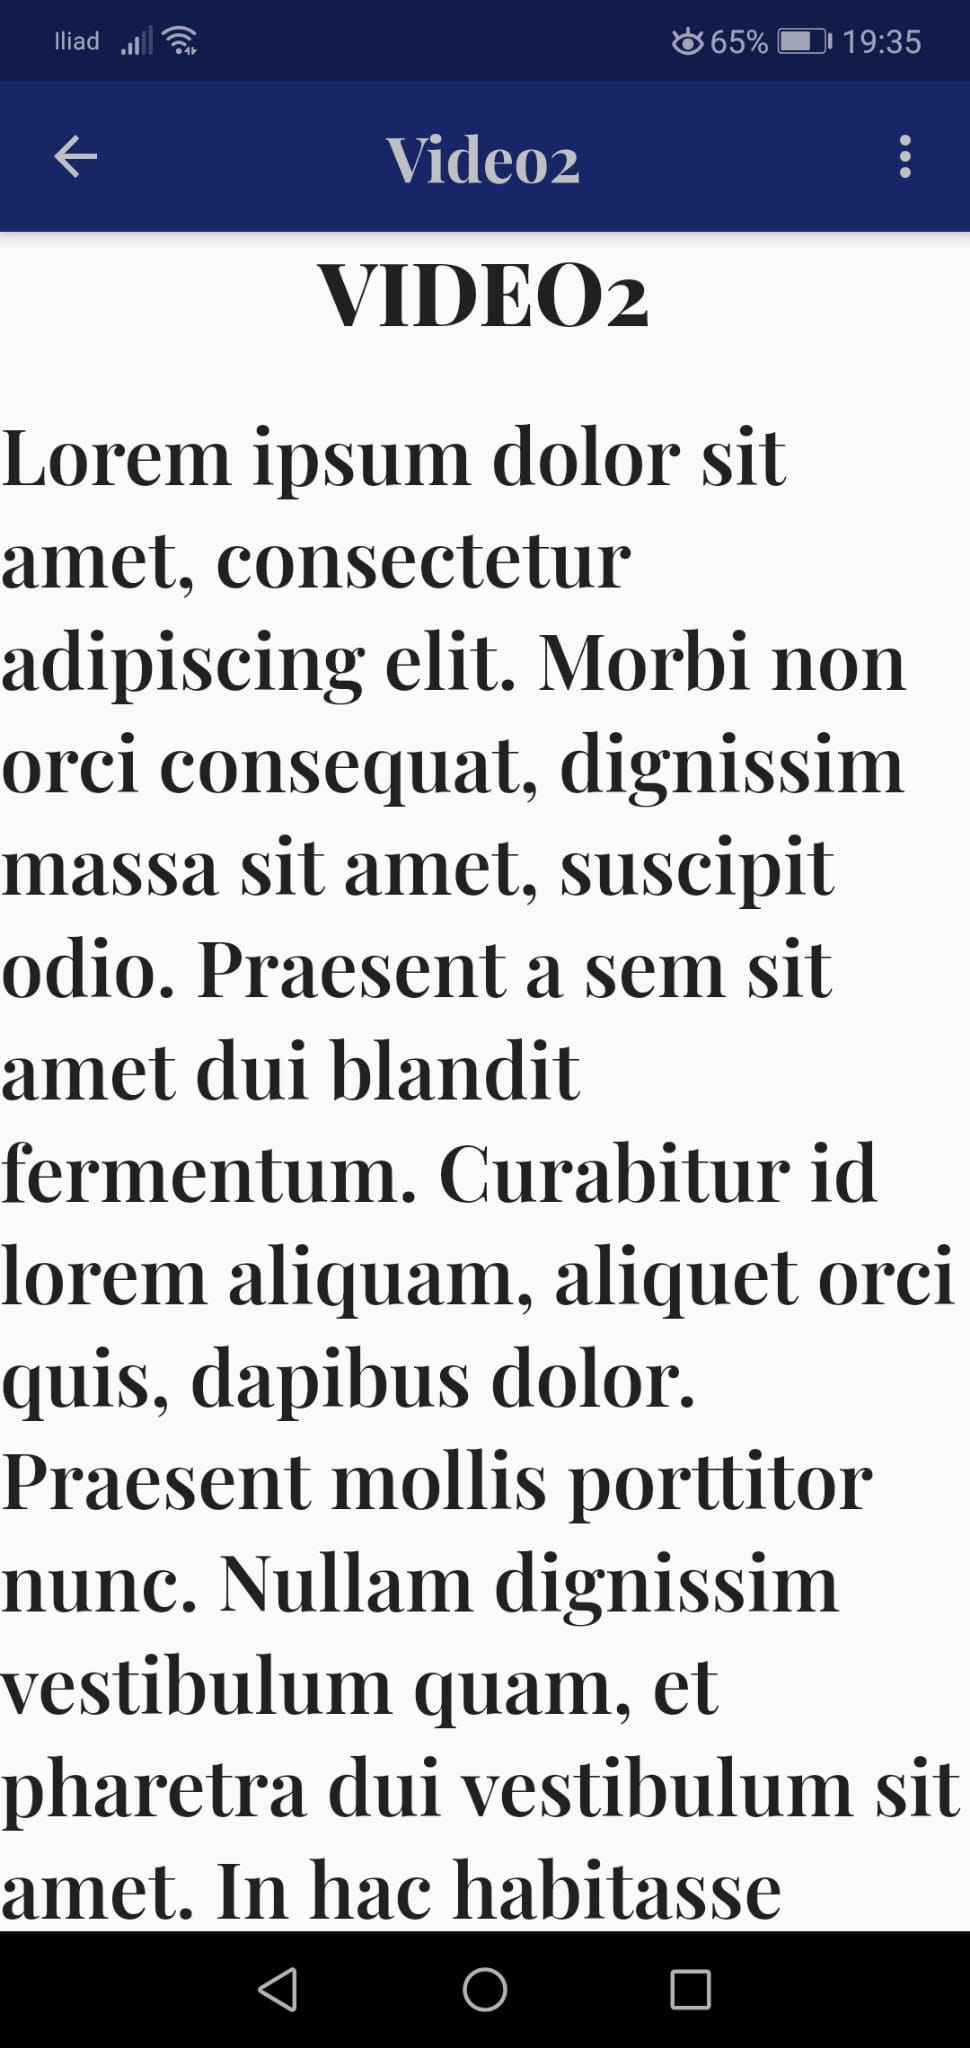 Iliad 65% 19:35
Video2
VIDEO2
Lorem ipsum dolor sit
amet, consectetur
adipiscing elit. Morbi non
orci consequat, dignissim
massa sit amet, suscipit
odio. Praesent a sem sit
amet dui blandit
fermentum. Curabitur id
lorem aliquam, aliquet orci
quis, dapibus dolor.
Praesent mollis porttitor
nunc. Nullam dignissim
vestibulum quam, et
pharetra dui vestibulum sit
amet. In hac habitasse